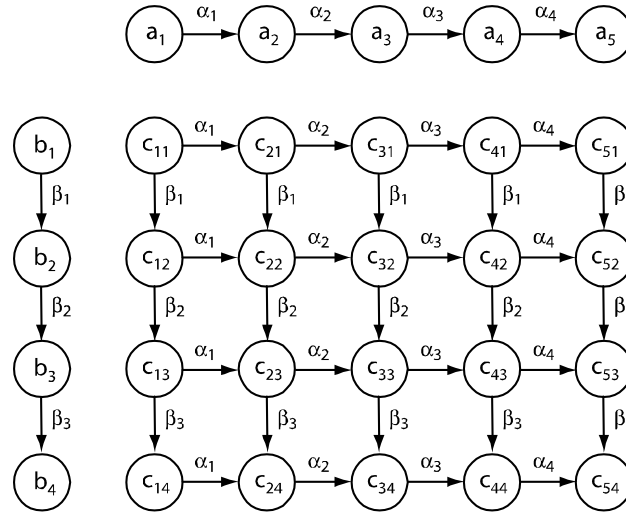 α1 α2 α3 α4
a1 a2 a3 a4 a5
α1 α2 α3 α4
b1 c11 c21 c31 c41 c51
β1 β1 β1 β1 β1 β
α1 α2 α3 α4
b2 c12 c22 c32 c42 c52
β2 β2 β2 β2 β2 β
α1 α2 α3 α4
b3 c13 c23 c33 c43 c53
β3 β3 β3 β3 β3 β
α1 α2 α3 α4
b4 c14 c24 c34 c44 c54